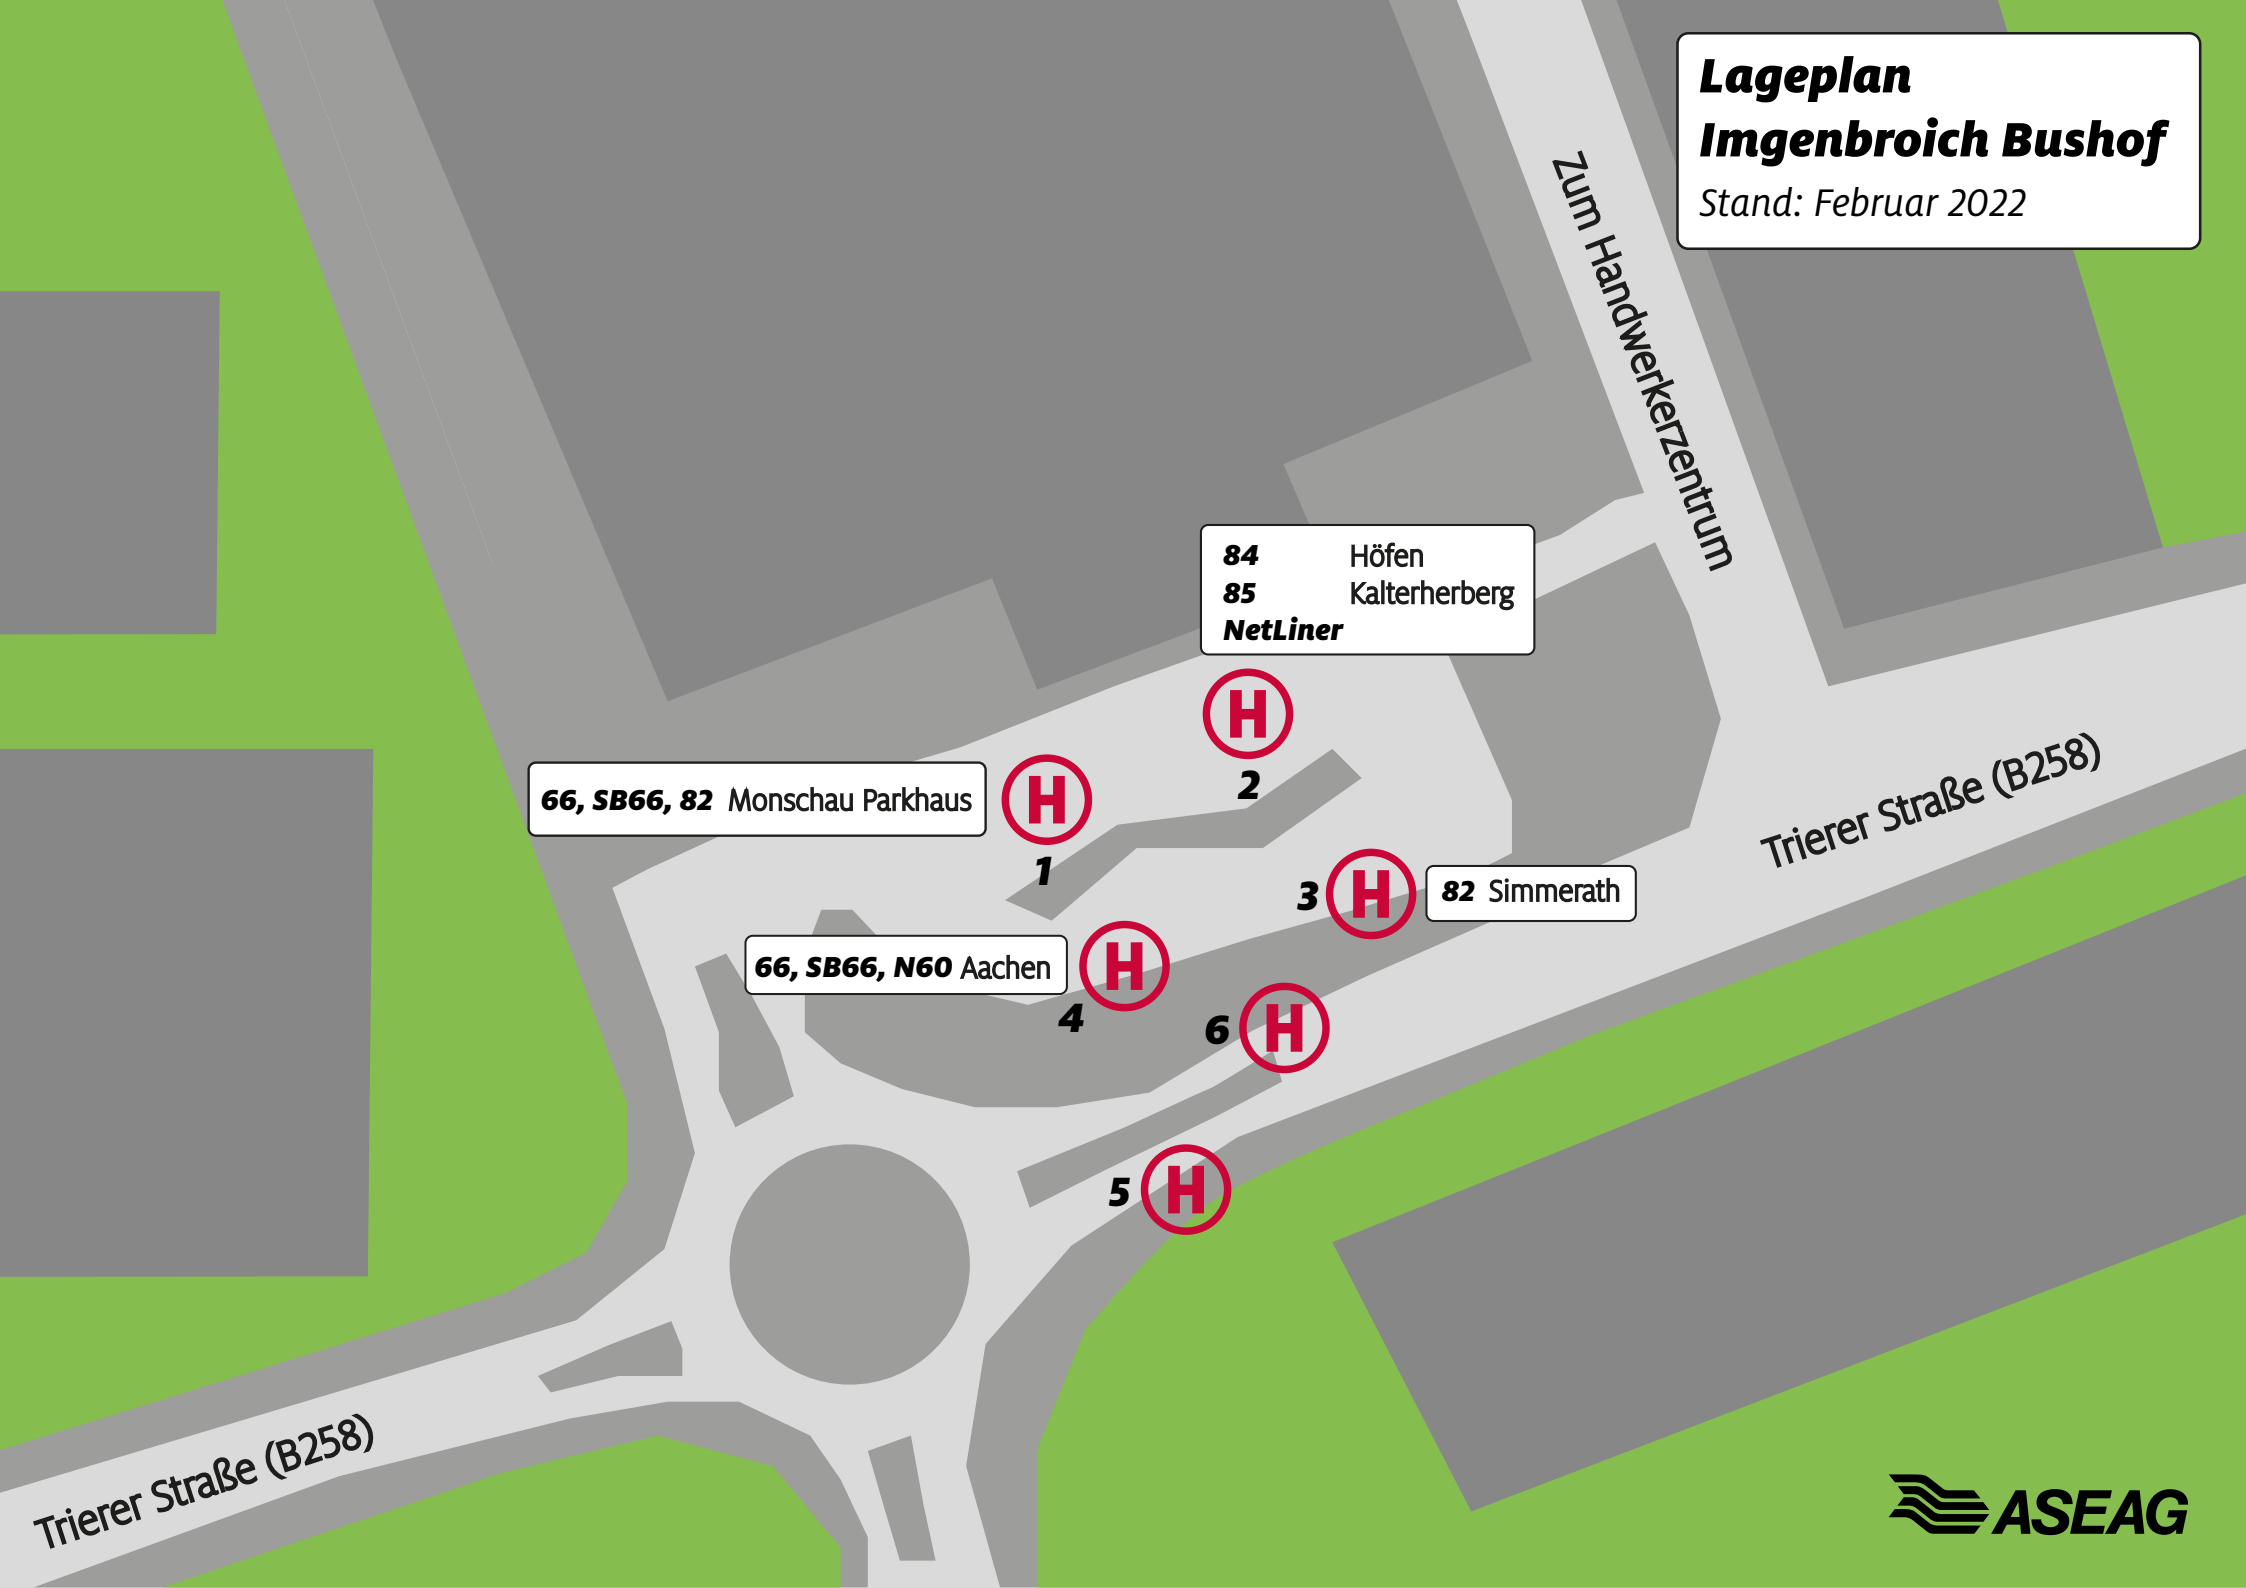 Lageplan
Imgenbroich Bushof
Stand: Februar 2022
Zum Handwerkerzentrum
84 Höfen
85 Kalterherberg
NetLiner
H
2
66, SB66, 82 Monschau Parkhaus
H
1
Trierer Straße (B258)
3
H
82 Simmerath
66, SB66, N60 Aachen
H
4
6
H
5
H
Trierer Straße (B258)
ASEAG